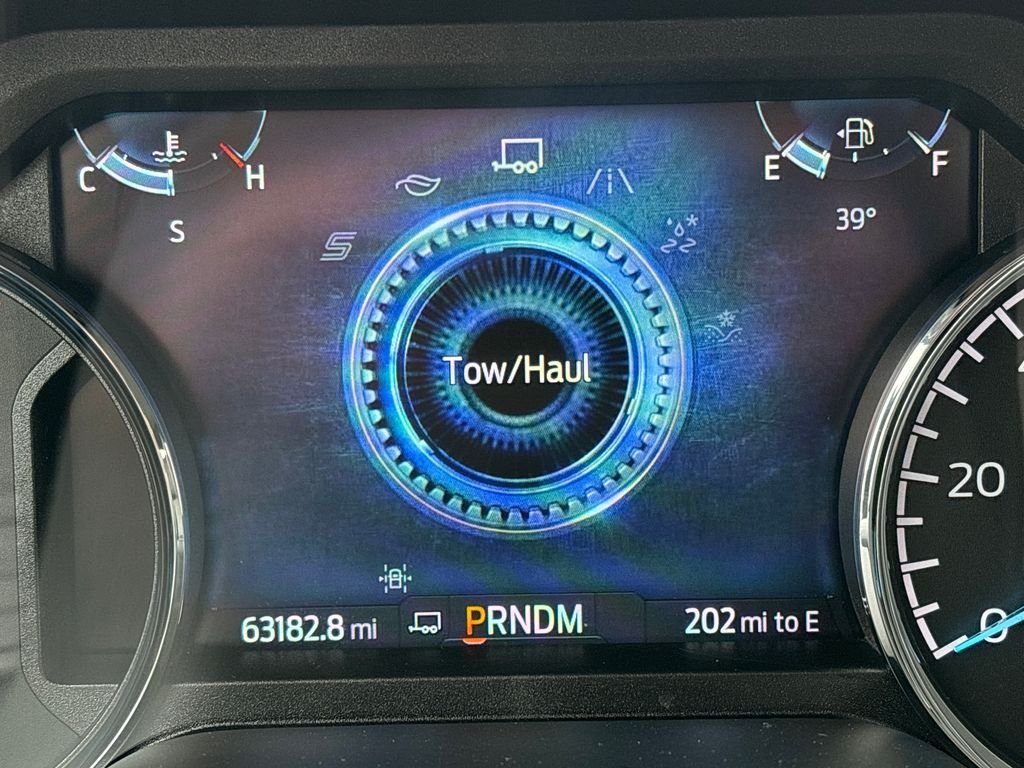 C H
E F
S
39°
S
Tow/Haul
20
0
63182.8 mi
PRNDM
202 mi to E